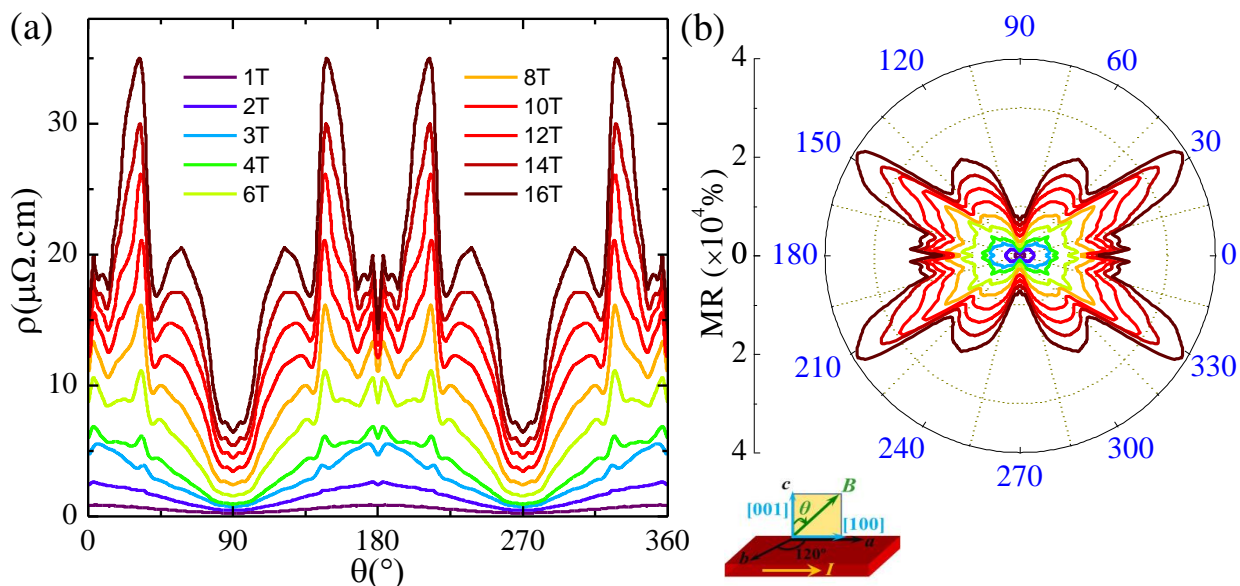 (a)
ρ(μΩ.cm)
30
20
10
0
0
90
180
270
360
θ(°)
1T
2T
3T
4T
6T
8T
10T
12T
14T
16T
(b)
MR (×10⁴%)
4
2
0
2
4
90
60
30
0
330
300
270
240
210
180
150
120
c
B
[001]
θ
[100]
a
b
120°
I